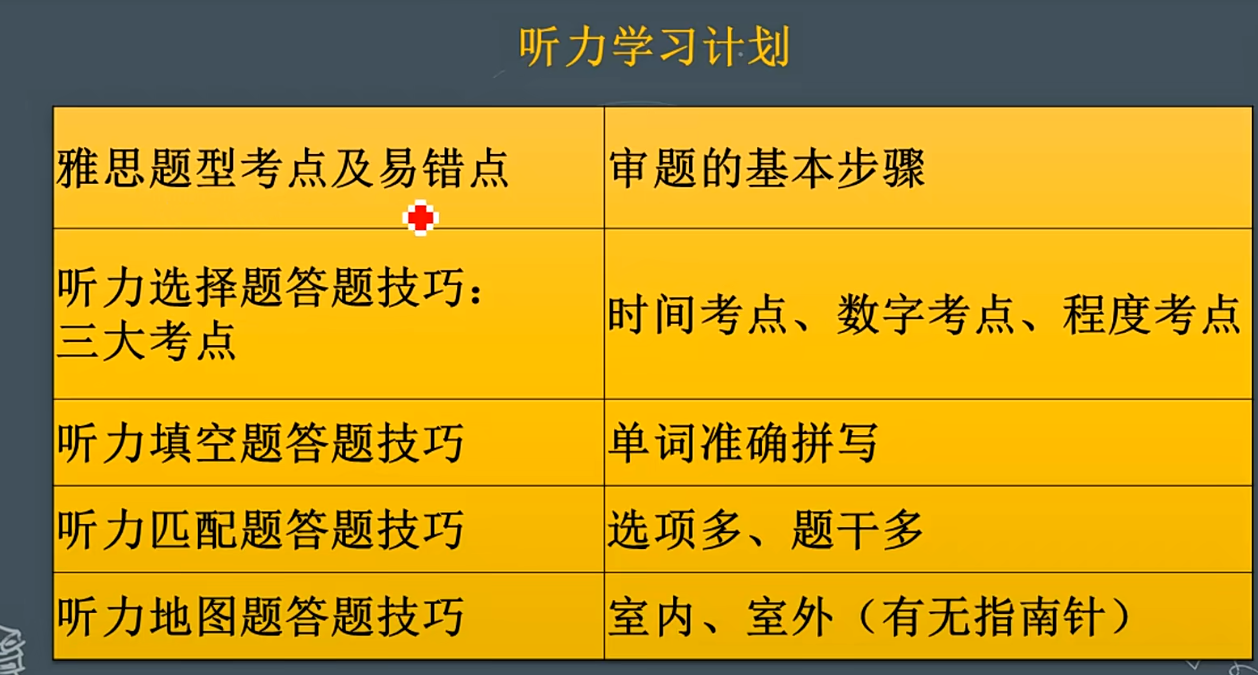 听力学习计划
雅思题型考点及易错点
审题的基本步骤
听力选择题答题技巧：
三大考点
时间考点、数字考点、程度考点
听力填空题答题技巧
单词准确拼写
听力匹配题答题技巧
选项多、题干多
听力地图题答题技巧
室内、室外（有无指南针）